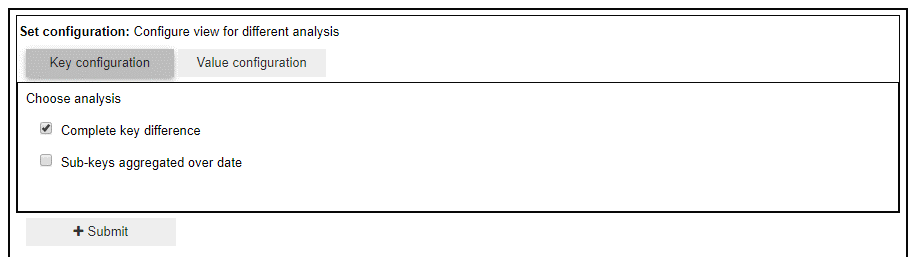 Set configuration: Configure view for different analysis
Key configuration Value configuration
Choose analysis
Complete key difference
Sub-keys aggregated over date
+ Submit